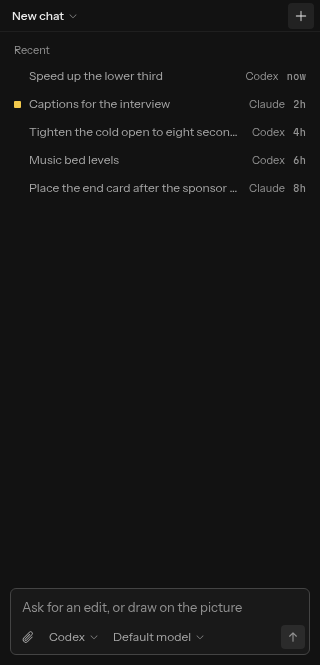 New chat
Recent
Speed up the lower third Codex now
Captions for the interview Claude 2h
Tighten the cold open to eight secon... Codex 4h
Music bed levels Codex 6h
Place the end card after the sponsor ... Claude 8h
Ask for an edit, or draw on the picture
Codex Default model